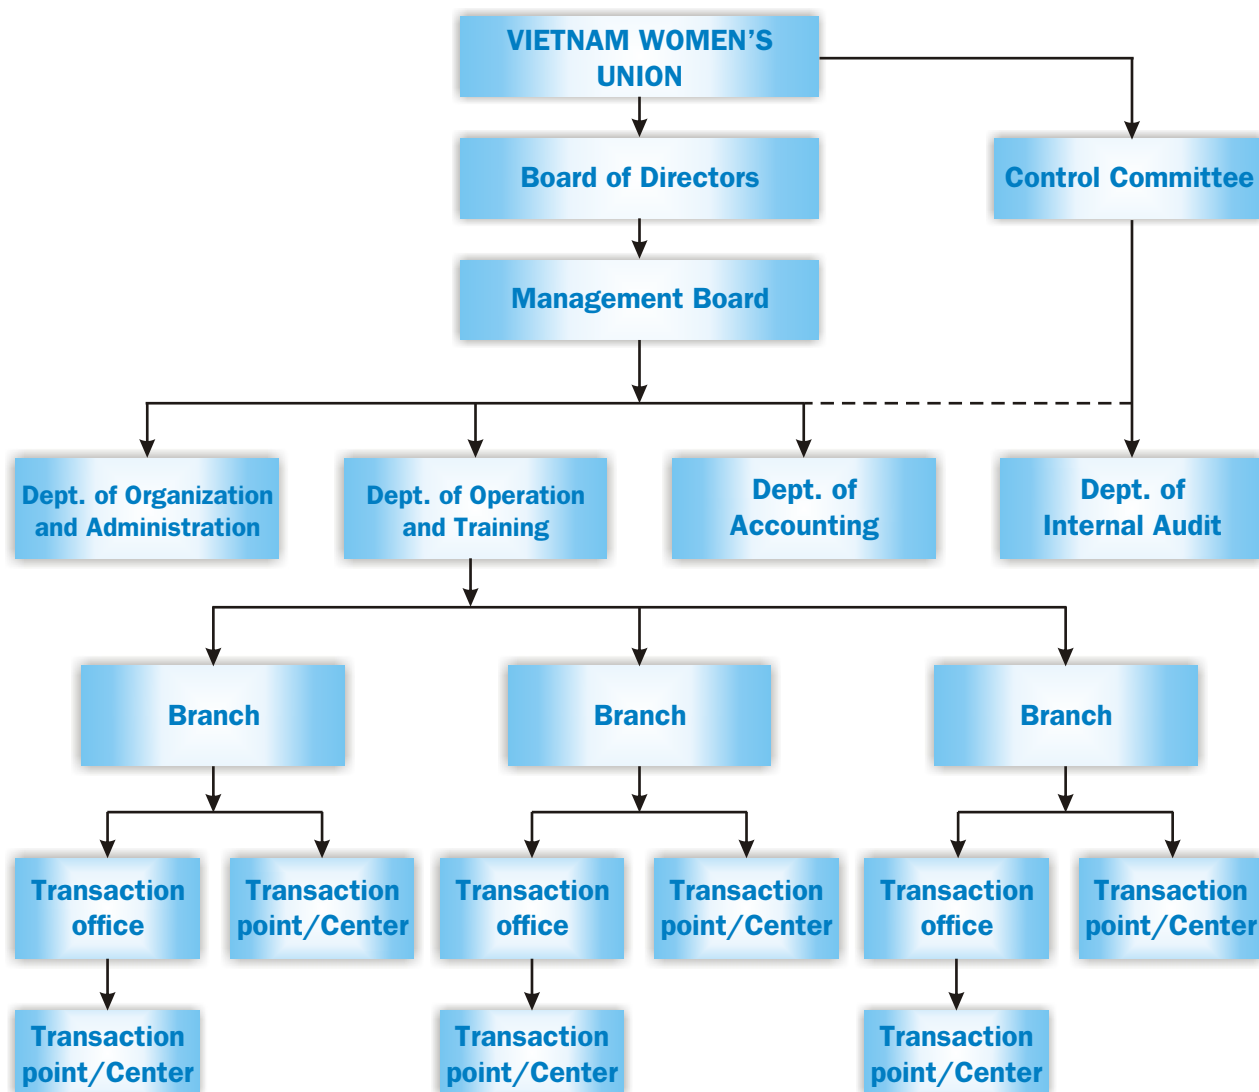 VIETNAM WOMEN’S
UNION
Board of Directors
Control Committee
Management Board
Dept. of Organization
and Administration
Dept. of Operation
and Training
Dept. of
Accounting
Dept. of
Internal Audit
Branch
Branch
Branch
Transaction
office
Transaction
point/Center
Transaction
office
Transaction
point/Center
Transaction
office
Transaction
point/Center
Transaction
point/Center
Transaction
point/Center
Transaction
point/Center